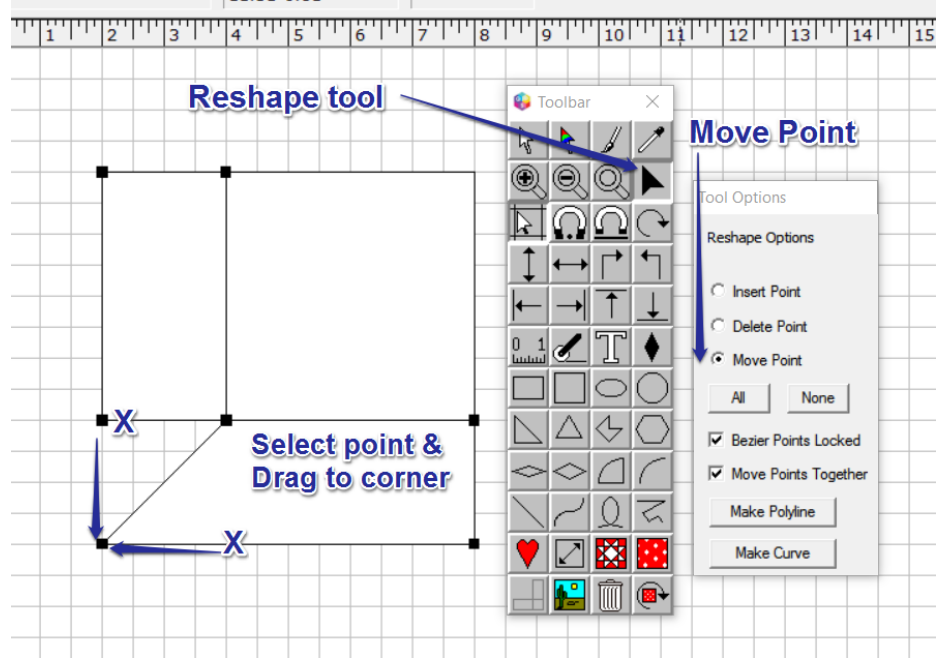 1 2 3 4 5 6 7 8 9 10 11 12 13 14 15
Reshape tool
Toolbar
Move Point
Tool Options
Reshape Options
Insert Point
Delete Point
Move Point
0 1
T
All None
X
Select point &
Drag to corner
Bezier Points Locked
Move Points Together
Make Polyline
X
Make Curve